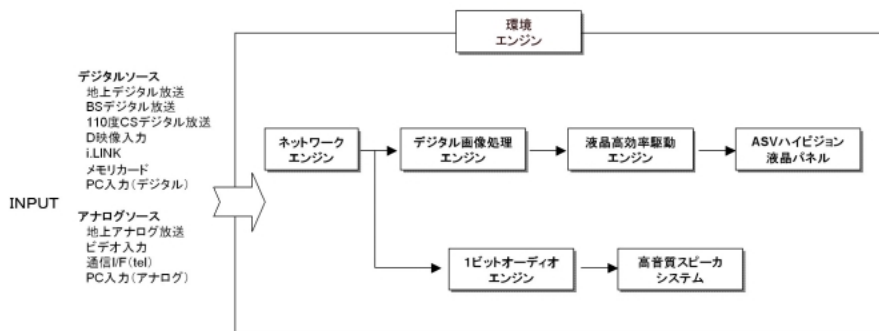 環境
エンジン
デジタルソース
地上デジタル放送
BSデジタル放送
110度CSデジタル放送
D映像入力
i.LINK
メモリカード
PC入力（デジタル）
INPUT
アナログソース
地上アナログ放送
ビデオ入力
通信I/F(tel)
PC入力（アナログ）
ネットワーク
エンジン
デジタル画像処理
エンジン
液晶高効率駆動
エンジン
ASVハイビジョン
液晶パネル
1ビットオーディオ
エンジン
高音質スピーカ
システム